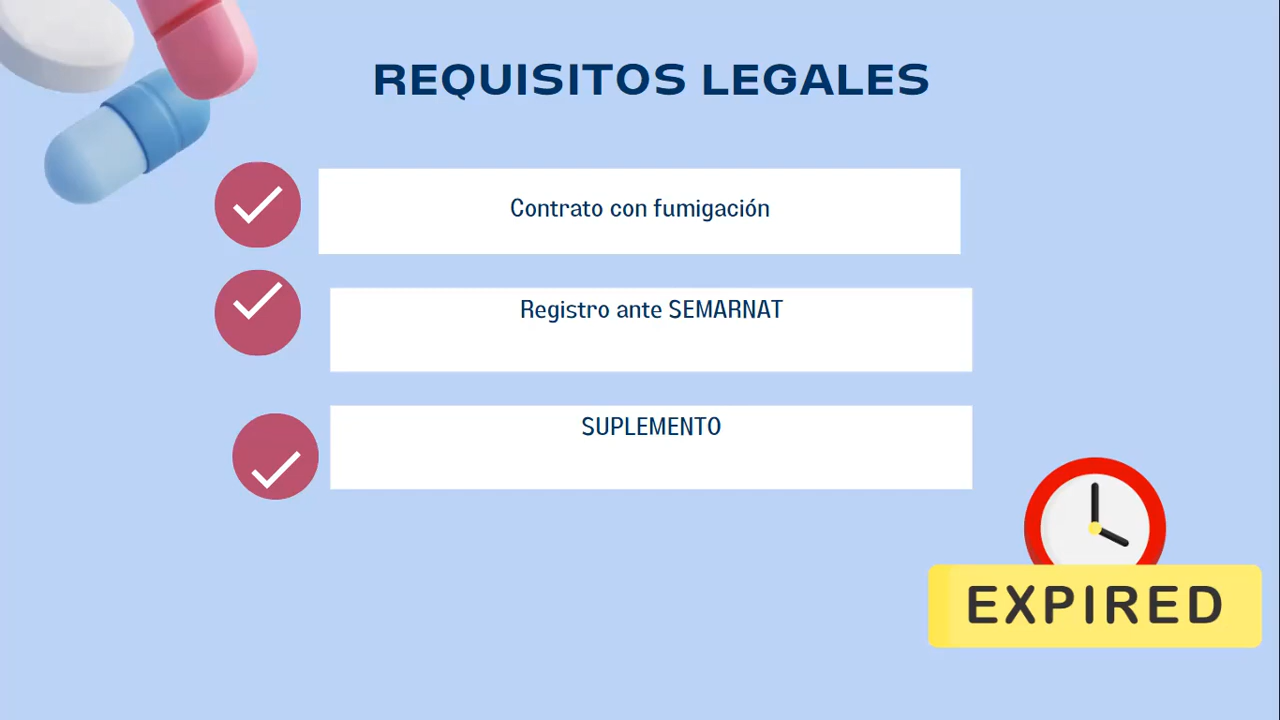 REQUISITOS LEGALES
Contrato con fumigación
Registro ante SEMARNAT
SUPLEMENTO
EXPIRED